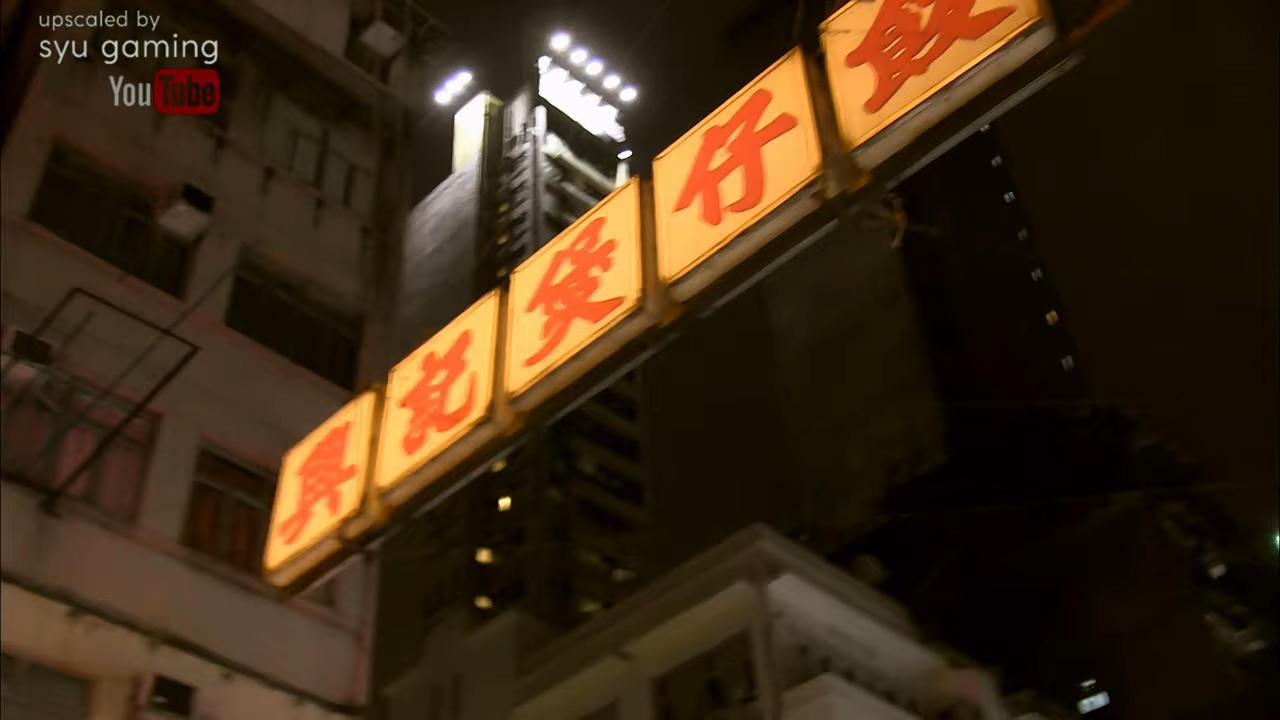 upscaled by
syu gaming
YouTube
興記煲仔飯